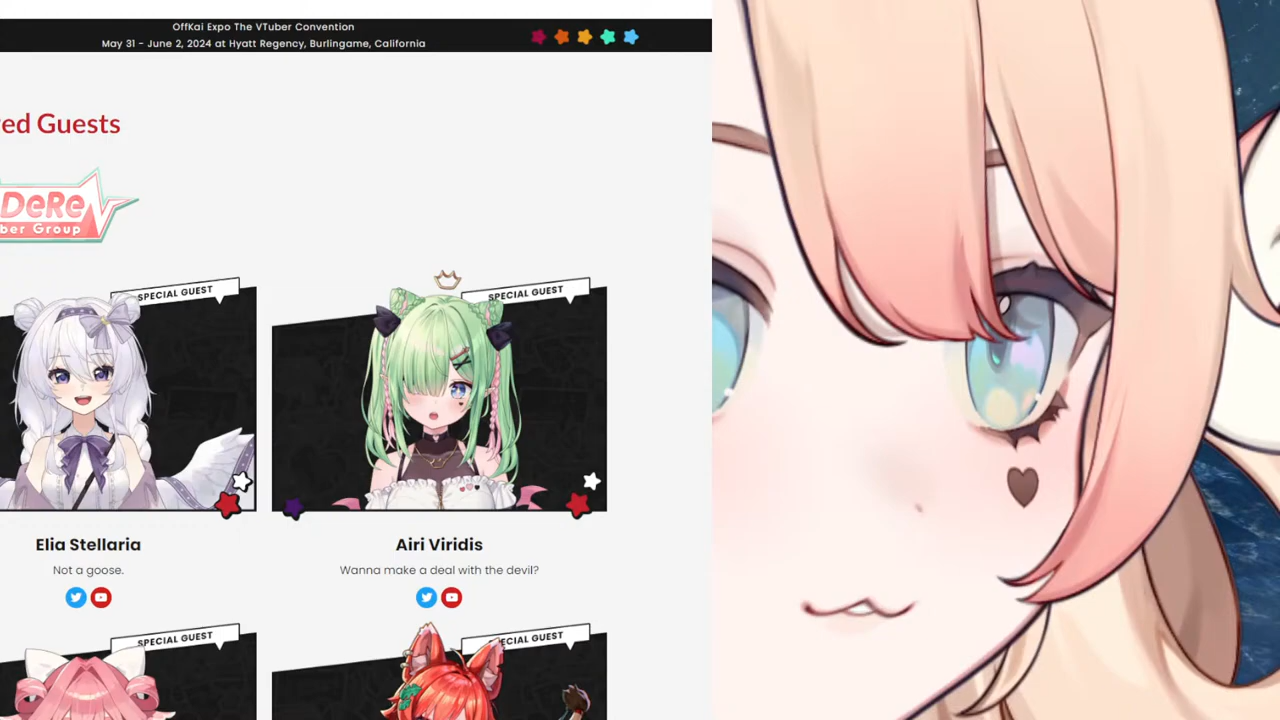 OffKai Expo The VTuber Convention
May 31 - June 2, 2024 at Hyatt Regency, Burlingame, California
ed Guests
DeRe
ber Group
SPECIAL GUEST
SPECIAL GUEST
Elia Stellaria
Airi Viridis
Not a goose.
Wanna make a deal with the devil?
SPECIAL GUEST
SPECIAL GUEST